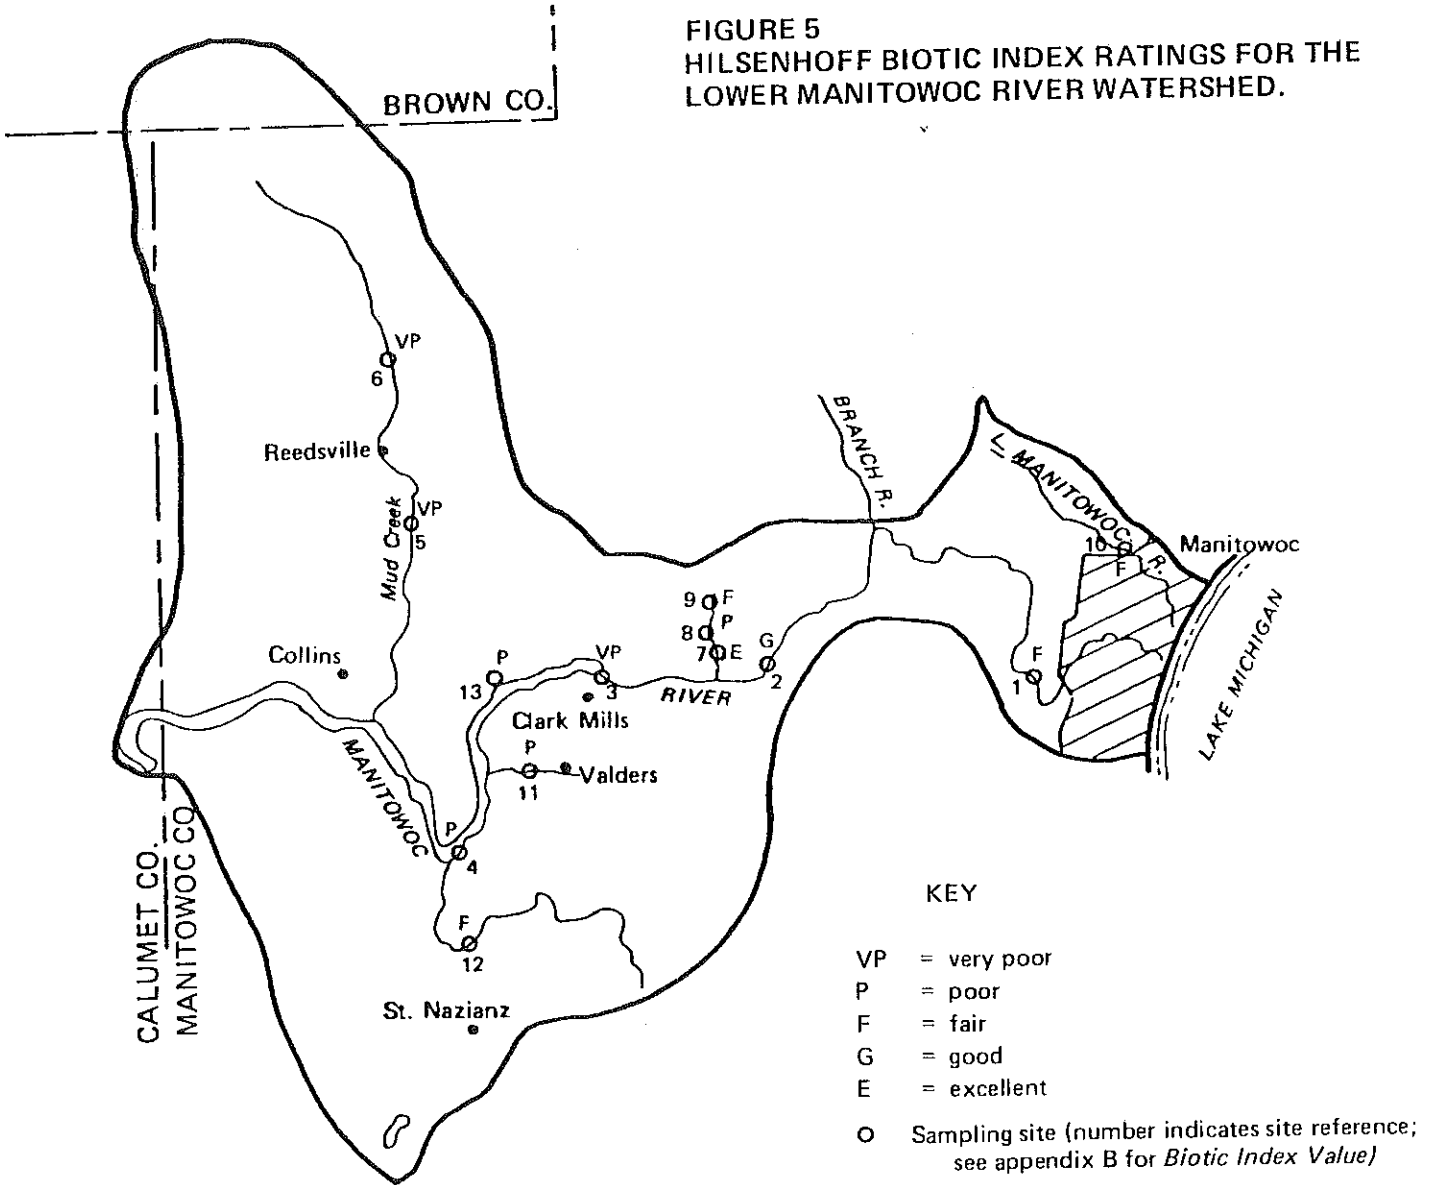 FIGURE 5
HILSENHOFF BIOTIC INDEX RATINGS FOR THE
LOWER MANITOWOC RIVER WATERSHED.
BROWN CO.
VP
6
Reedsville
BRANCH R.
L MANITOWOC R.
VP
5
Mud Creek
10
F
Manitowoc
9 F
8 P
7 E
G
2
Collins
P
13
VP
3
RIVER
F
1
LAKE MICHIGAN
Clark Mills
P
11
Valders
MANITOWOC
P
4
CALUMET CO.
MANITOWOC CO
F
12
St. Nazianz
KEY
VP = very poor
P = poor
F = fair
G = good
E = excellent
O Sampling site (number indicates site reference;
see appendix B for Biotic Index Value)